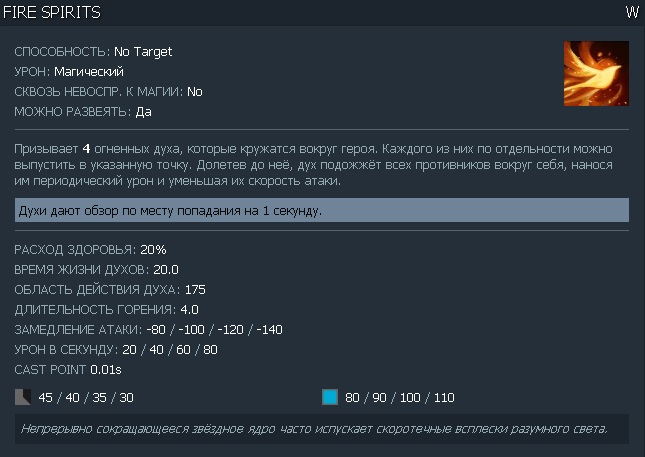 FIRE SPIRITS W
СПОСОБНОСТЬ: No Target
УРОН: Магический
СКВОЗЬ НЕВОСПР. К МАГИИ: No
МОЖНО РАЗВЕЯТЬ: Да
Призывает 4 огненных духа, которые кружатся вокруг героя. Каждого из них по отдельности можно
выпустить в указанную точку. Долетев до неё, дух подожжёт всех противников вокруг себя, нанося
им периодический урон и уменьшая их скорость атаки.
Духи дают обзор по месту попадания на 1 секунду.
РАСХОД ЗДОРОВЬЯ: 20%
ВРЕМЯ ЖИЗНИ ДУХОВ: 20.0
ОБЛАСТЬ ДЕЙСТВИЯ ДУХА: 175
ДЛИТЕЛЬНОСТЬ ГОРЕНИЯ: 4.0
ЗАМЕДЛЕНИЕ АТАКИ: -80 / -100 / -120 / -140
УРОН В СЕКУНДУ: 20 / 40 / 60 / 80
CAST POINT 0.01s
45 / 40 / 35 / 30 80 / 90 / 100 / 110
Непрерывно сокращающееся звёздное ядро часто испускает скоротечные всплески разумного света.